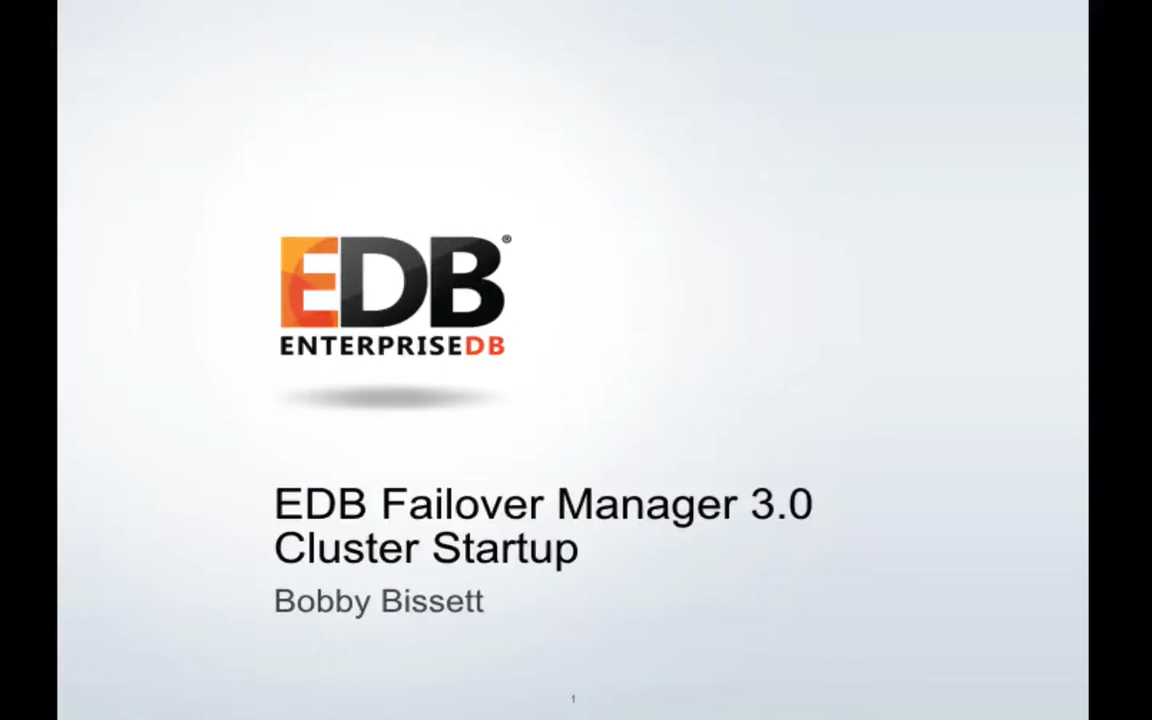 EDB®
ENTERPRISEDB
EDB Failover Manager 3.0
Cluster Startup
Bobby Bissett
1